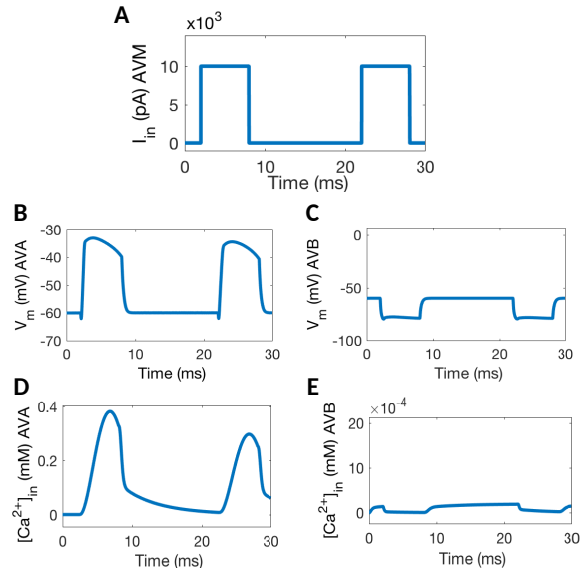 A
x10³
I_in (pA) AVM
10
5
0
0 10 20 30
Time (ms)
B
V_m (mV) AVA
-30
-40
-50
-60
-70
0 10 20 30
Time (ms)
C
V_m (mV) AVB
0
-50
-100
0 10 20 30
Time (ms)
D
[Ca²⁺]_in (mM) AVA
0.4
0.2
0
0 10 20 30
Time (ms)
E
[Ca²⁺]_in (mM) AVB
×10⁻⁴
20
10
0
0 10 20 30
Time (ms)